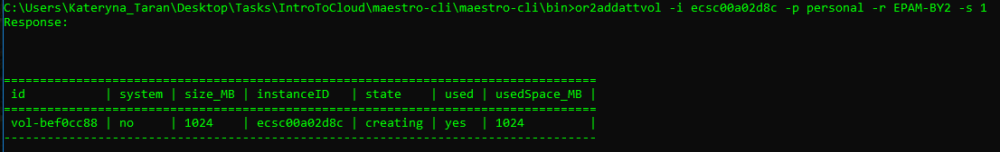 C:\Users\Kateryna_Taran\Desktop\Tasks\IntroToCloud\maestro-cli\maestro-cli\bin>or2addattvol -i ecsc00a02d8c -p personal -r EPAM-BY2 -s 1
Response:
===============================================================================
id | system | size_MB | instanceID | state | used | usedSpace_MB |
===============================================================================
vol-bef0cc88 | no | 1024 | ecsc00a02d8c | creating | yes | 1024 |
-------------------------------------------------------------------------------